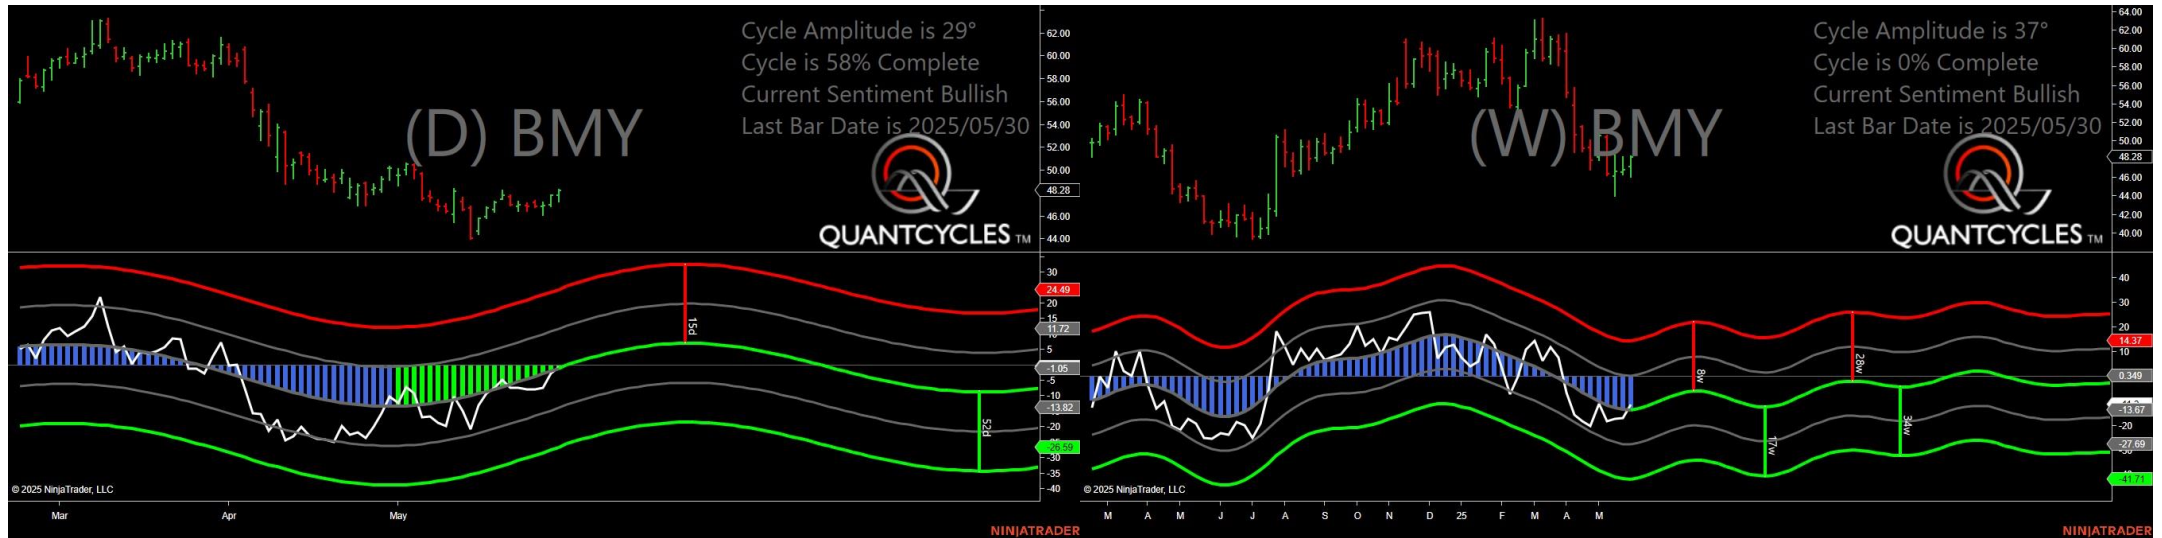 Cycle Amplitude is 29°
Cycle is 58% Complete
Current Sentiment Bullish
Last Bar Date is 2025/05/30
(D) BMY
QUANTCYCLES TM
62.00
60.00
58.00
56.00
54.00
52.00
50.00
48.28
46.00
44.00
30
24.49
20
15
11.72
5
-1.05
-5
-10
-13.82
-20
-26.59
-30
-35
-40
15d
52d
© 2025 NinjaTrader, LLC
Mar
Apr
May
NINJATRADER
Cycle Amplitude is 37°
Cycle is 0% Complete
Current Sentiment Bullish
Last Bar Date is 2025/05/30
(W) BMY
QUANTCYCLES TM
64.00
62.00
60.00
58.00
56.00
54.00
52.00
50.00
48.28
46.00
44.00
42.00
40.00
40
30
20
14.37
10
0.349
-13.67
-20
-27.69
-41.71
8w
17w
28w
34w
© 2025 NinjaTrader, LLC
M A M J J A S O N D 25 F M A M
NINJATRADER